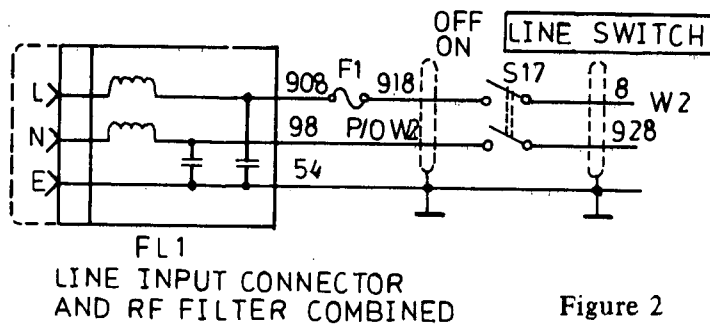 OFF
ON
LINE SWITCH
L
908
F1
918
S17
8
W2
N
98
P/O W2
928
E
54
FL1
LINE INPUT CONNECTOR
AND RF FILTER COMBINED
Figure 2